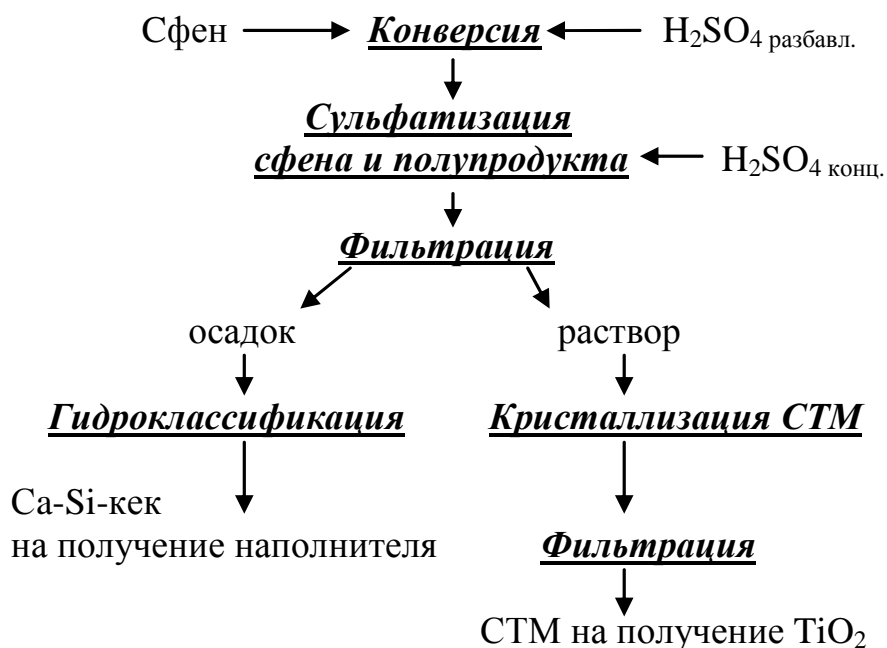 Сфен Конверсия H₂SO₄ разбавл.
Сульфатизация
сфена и полупродукта H₂SO₄ конц.
Фильтрация
осадок раствор
Гидроклассификация Кристаллизация СТМ
Ca-Si-кек
на получение наполнителя Фильтрация
СТМ на получение TiO₂